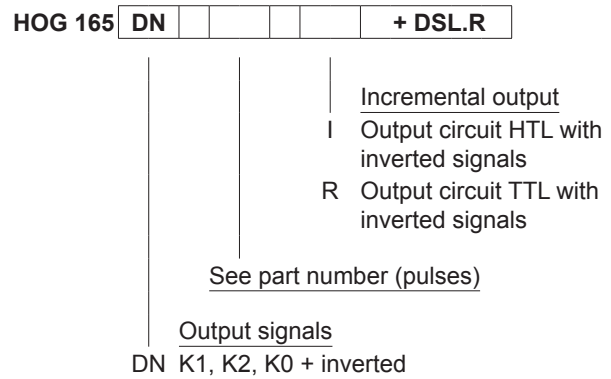 HOG 165 DN + DSL.R
Incremental output
I Output circuit HTL with
inverted signals
R Output circuit TTL with
inverted signals
See part number (pulses)
Output signals
DN K1, K2, K0 + inverted